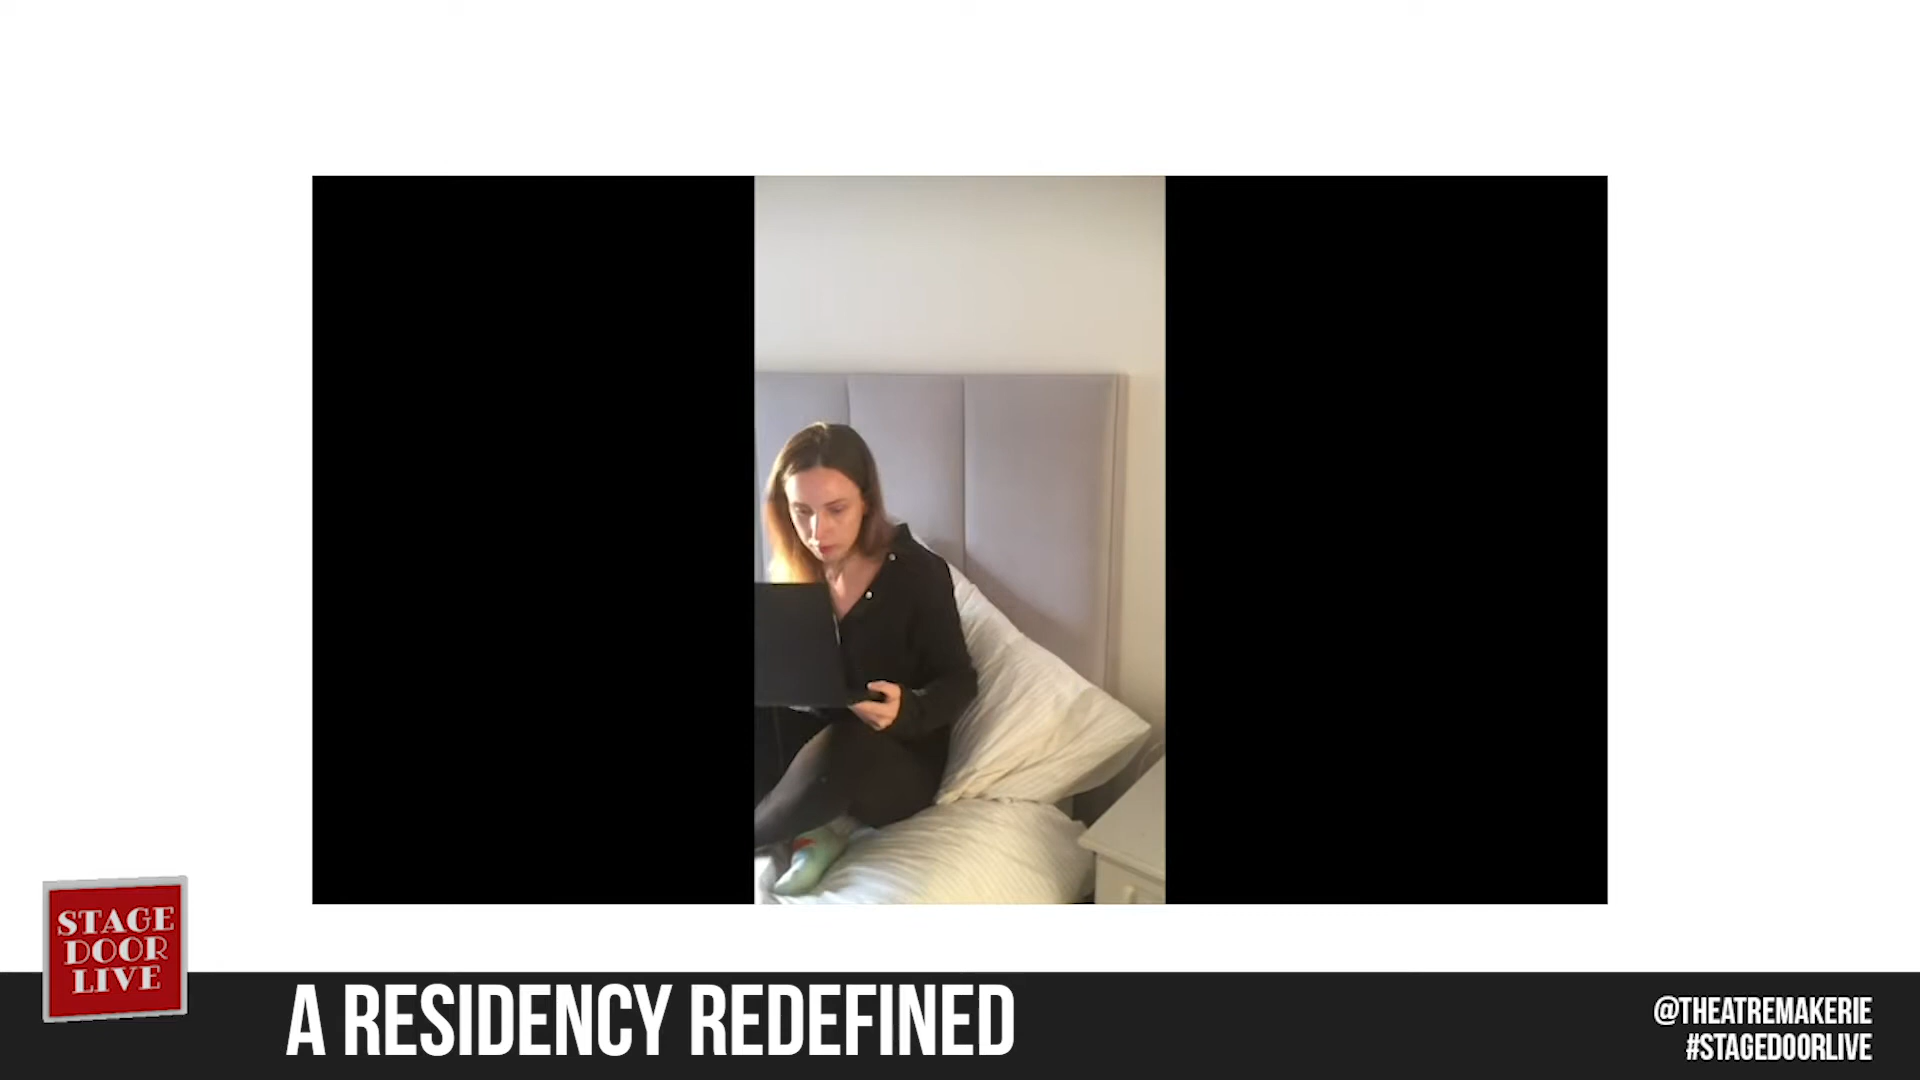 STAGE
DOOR
LIVE
A RESIDENCY REDEFINED
@THEATREMAKERIE
#STAGEDOORLIVE